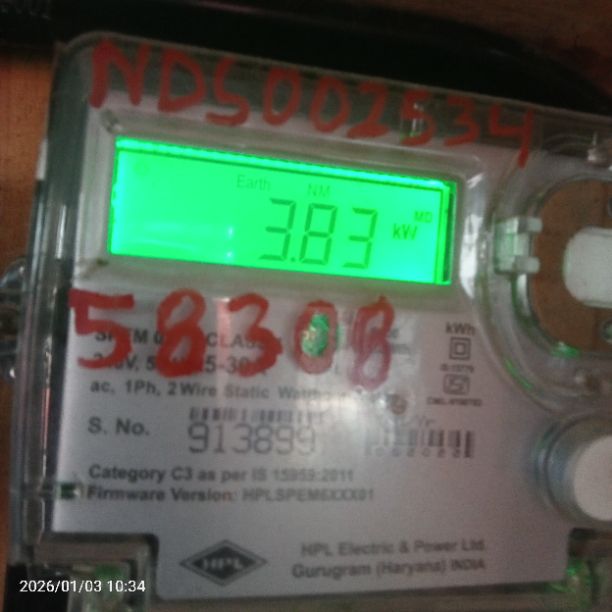 NDS002534
Earth NM
3.83 kW MD
58308
kWh
ac, 1Ph, 2 Wire Static
S. No. 913899
Category C3 as per IS 15959:2011
Firmware Version: HPLSPEM6XXX01
HPL
HPL Electric & Power Ltd.
Gurugram (Haryana) INDIA
2026/01/03 10:34